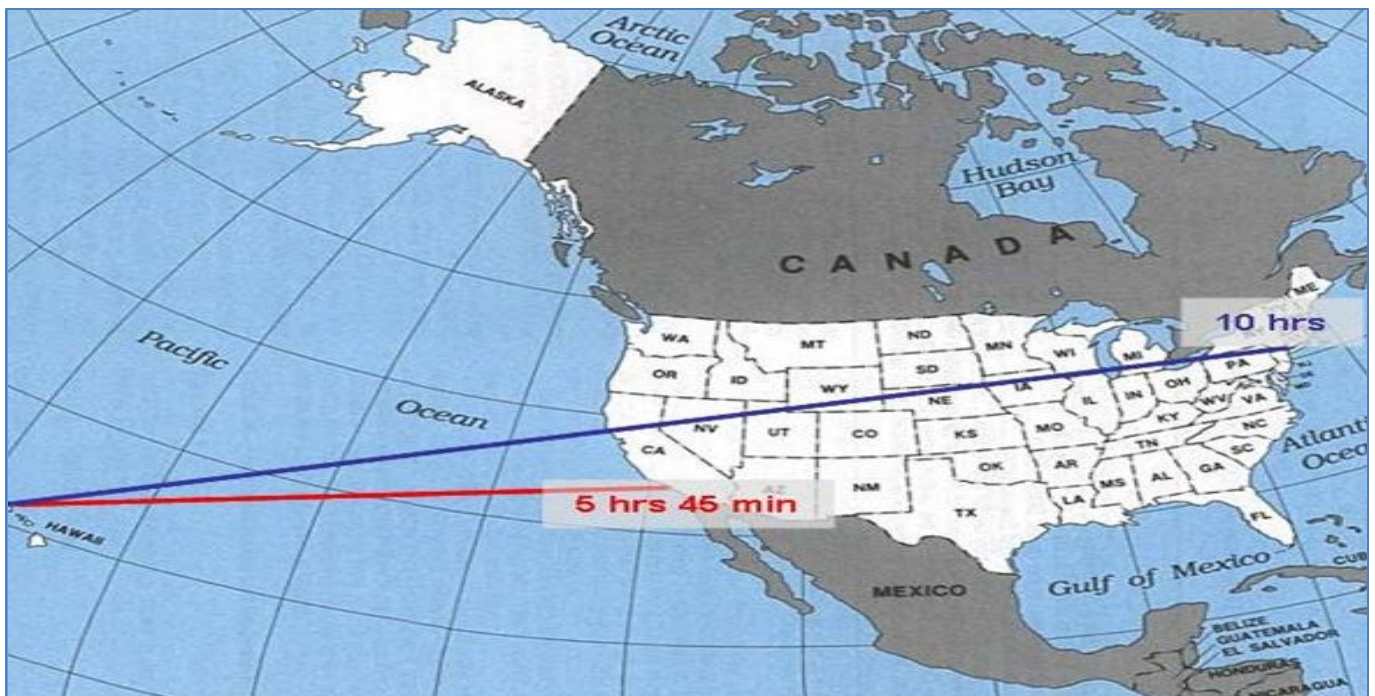 Arctic
Ocean
ALASKA
Hudson
Bay
CANADA
ME
10 hrs
WA
MT
ND
MN
WI
MI
Pacific
OR
ID
WY
SD
IA
PA
OH
IL
IN
NE
WV
VA
Ocean
NV
UT
CO
KS
MO
KY
NC
CA
TN
SC
Atlanti
Ocea
OK
AR
MS
AL
GA
NM
AZ
5 hrs 45 min
LA
TX
FL
HAWAII
Gulf of Mexico
CUB
MEXICO
BELIZE
GUATEMALA
EL SALVADOR
HONDURAS